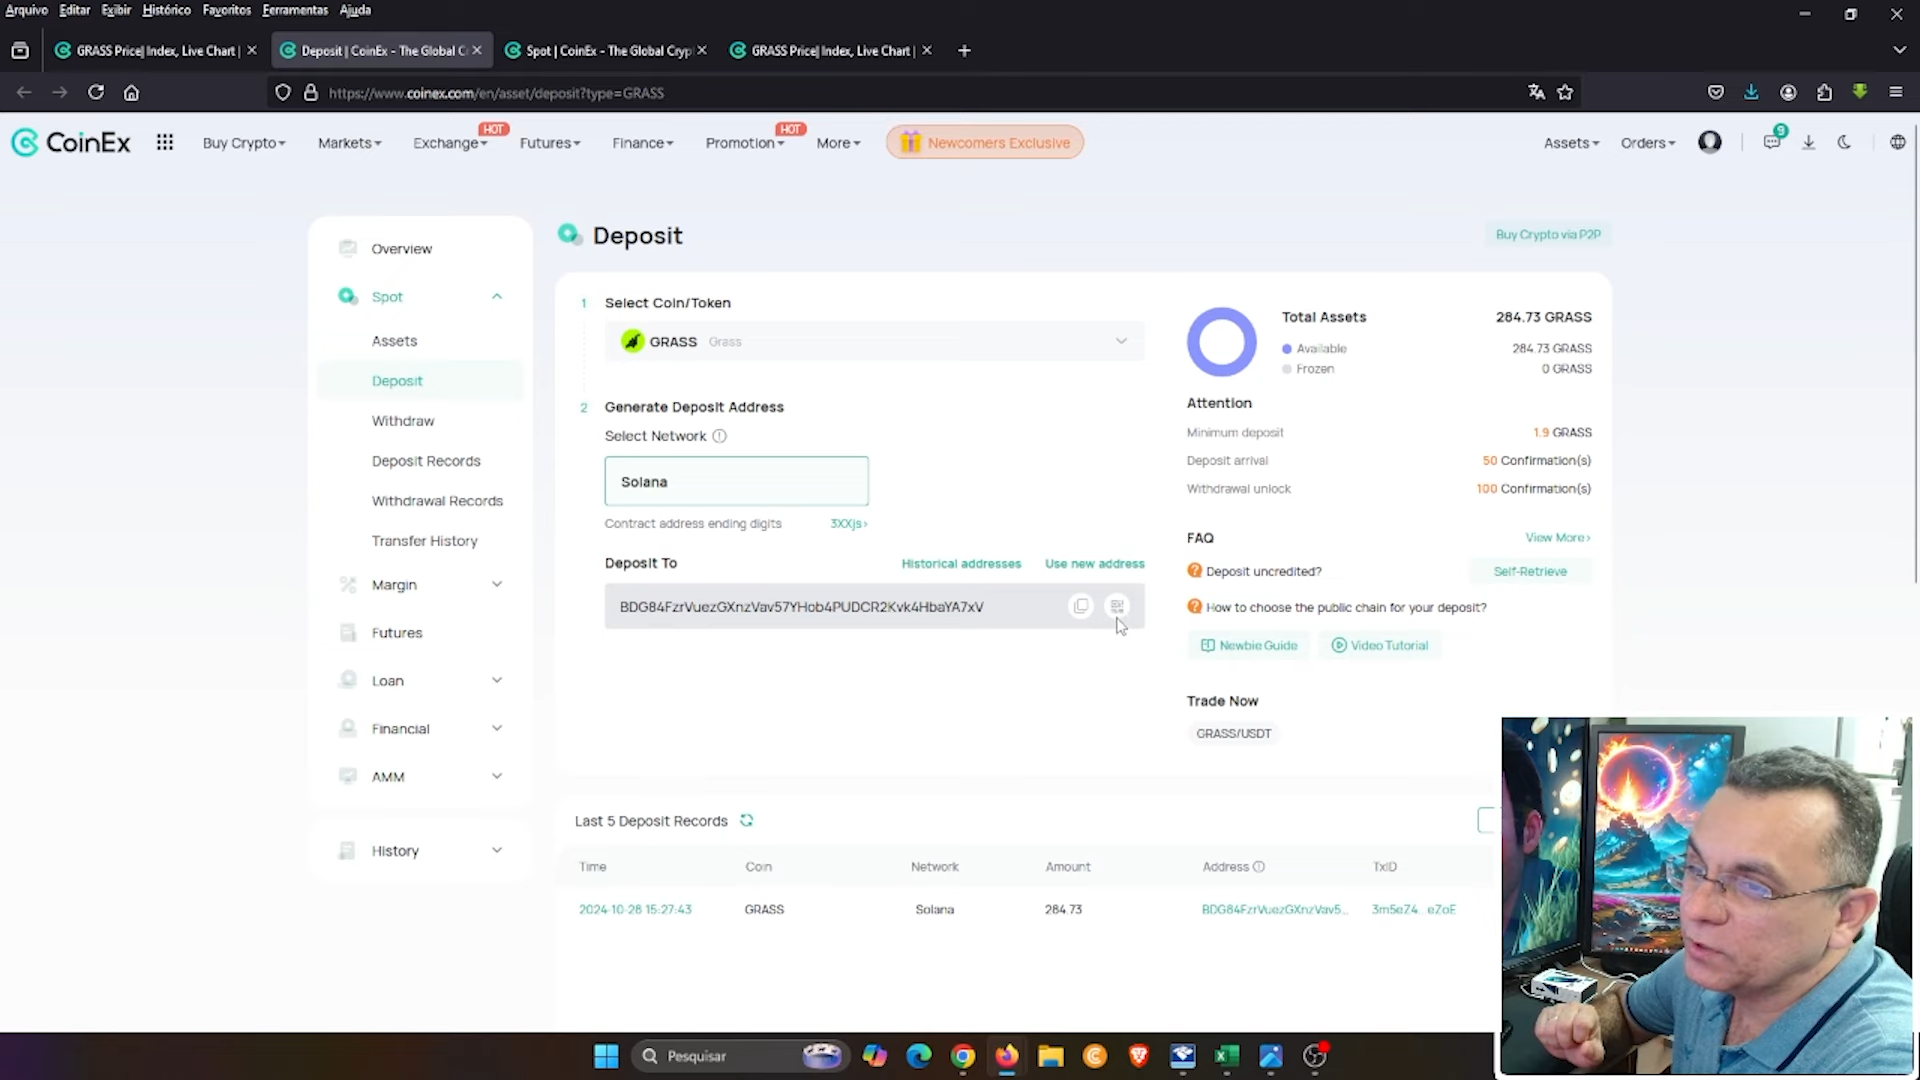 Arquivo Editar Exibir Histórico Favoritos Ferramentas Ajuda
GRASS Price| Index, Live Chart |
Deposit | CoinEx - The Global C
Spot | CoinEx - The Global Cryp
GRASS Price| Index, Live Chart |
https://www.coinex.com/en/asset/deposit?type=GRASS
CoinEx
Buy Crypto
Markets
Exchange
HOT
Futures
Finance
Promotion
HOT
More
Newcomers Exclusive
Assets
Orders
9
Overview
Spot
Assets
Deposit
Withdraw
Deposit Records
Withdrawal Records
Transfer History
Margin
Futures
Loan
Financial
AMM
History
Deposit
Buy Crypto via P2P
1 Select Coin/Token
GRASS Grass
2 Generate Deposit Address
Select Network
Solana
Contract address ending digits 3XXjs>
Deposit To Historical addresses Use new address
BDG84FzrVuezGXnzVav57YHob4PUDCR2Kvk4HbaYA7xV
Total Assets 284.73 GRASS
Available 284.73 GRASS
Frozen 0 GRASS
Attention
Minimum deposit 1.9 GRASS
Deposit arrival 50 Confirmation(s)
Withdrawal unlock 100 Confirmation(s)
FAQ View More>
Deposit uncredited? Self-Retrieve
How to choose the public chain for your deposit?
Newbie Guide Video Tutorial
Trade Now
GRASS/USDT
Last 5 Deposit Records
Time Coin Network Amount Address TxID
2024-10-28 15:27:43 GRASS Solana 284.73 BDG84FzrVuezGXnzVav5... 3m5eZ4...eZoE
Pesquisar